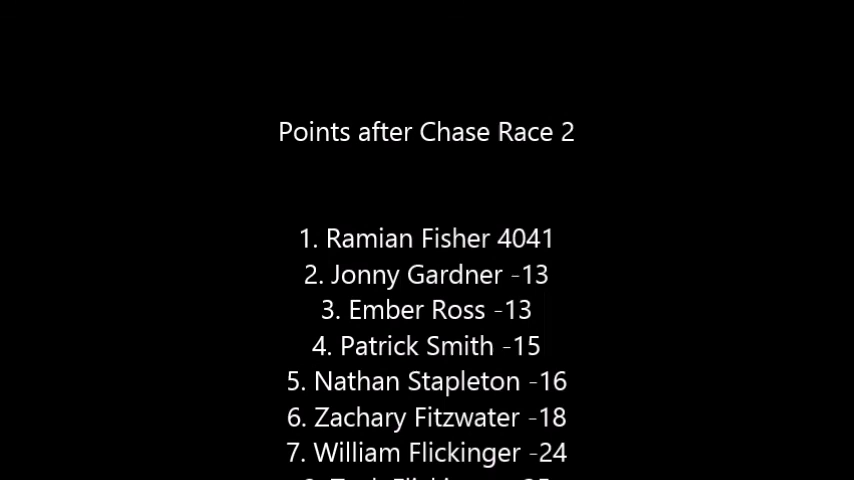 Points after Chase Race 2
1. Ramian Fisher 4041
2. Jonny Gardner -13
3. Ember Ross -13
4. Patrick Smith -15
5. Nathan Stapleton -16
6. Zachary Fitzwater -18
7. William Flickinger -24